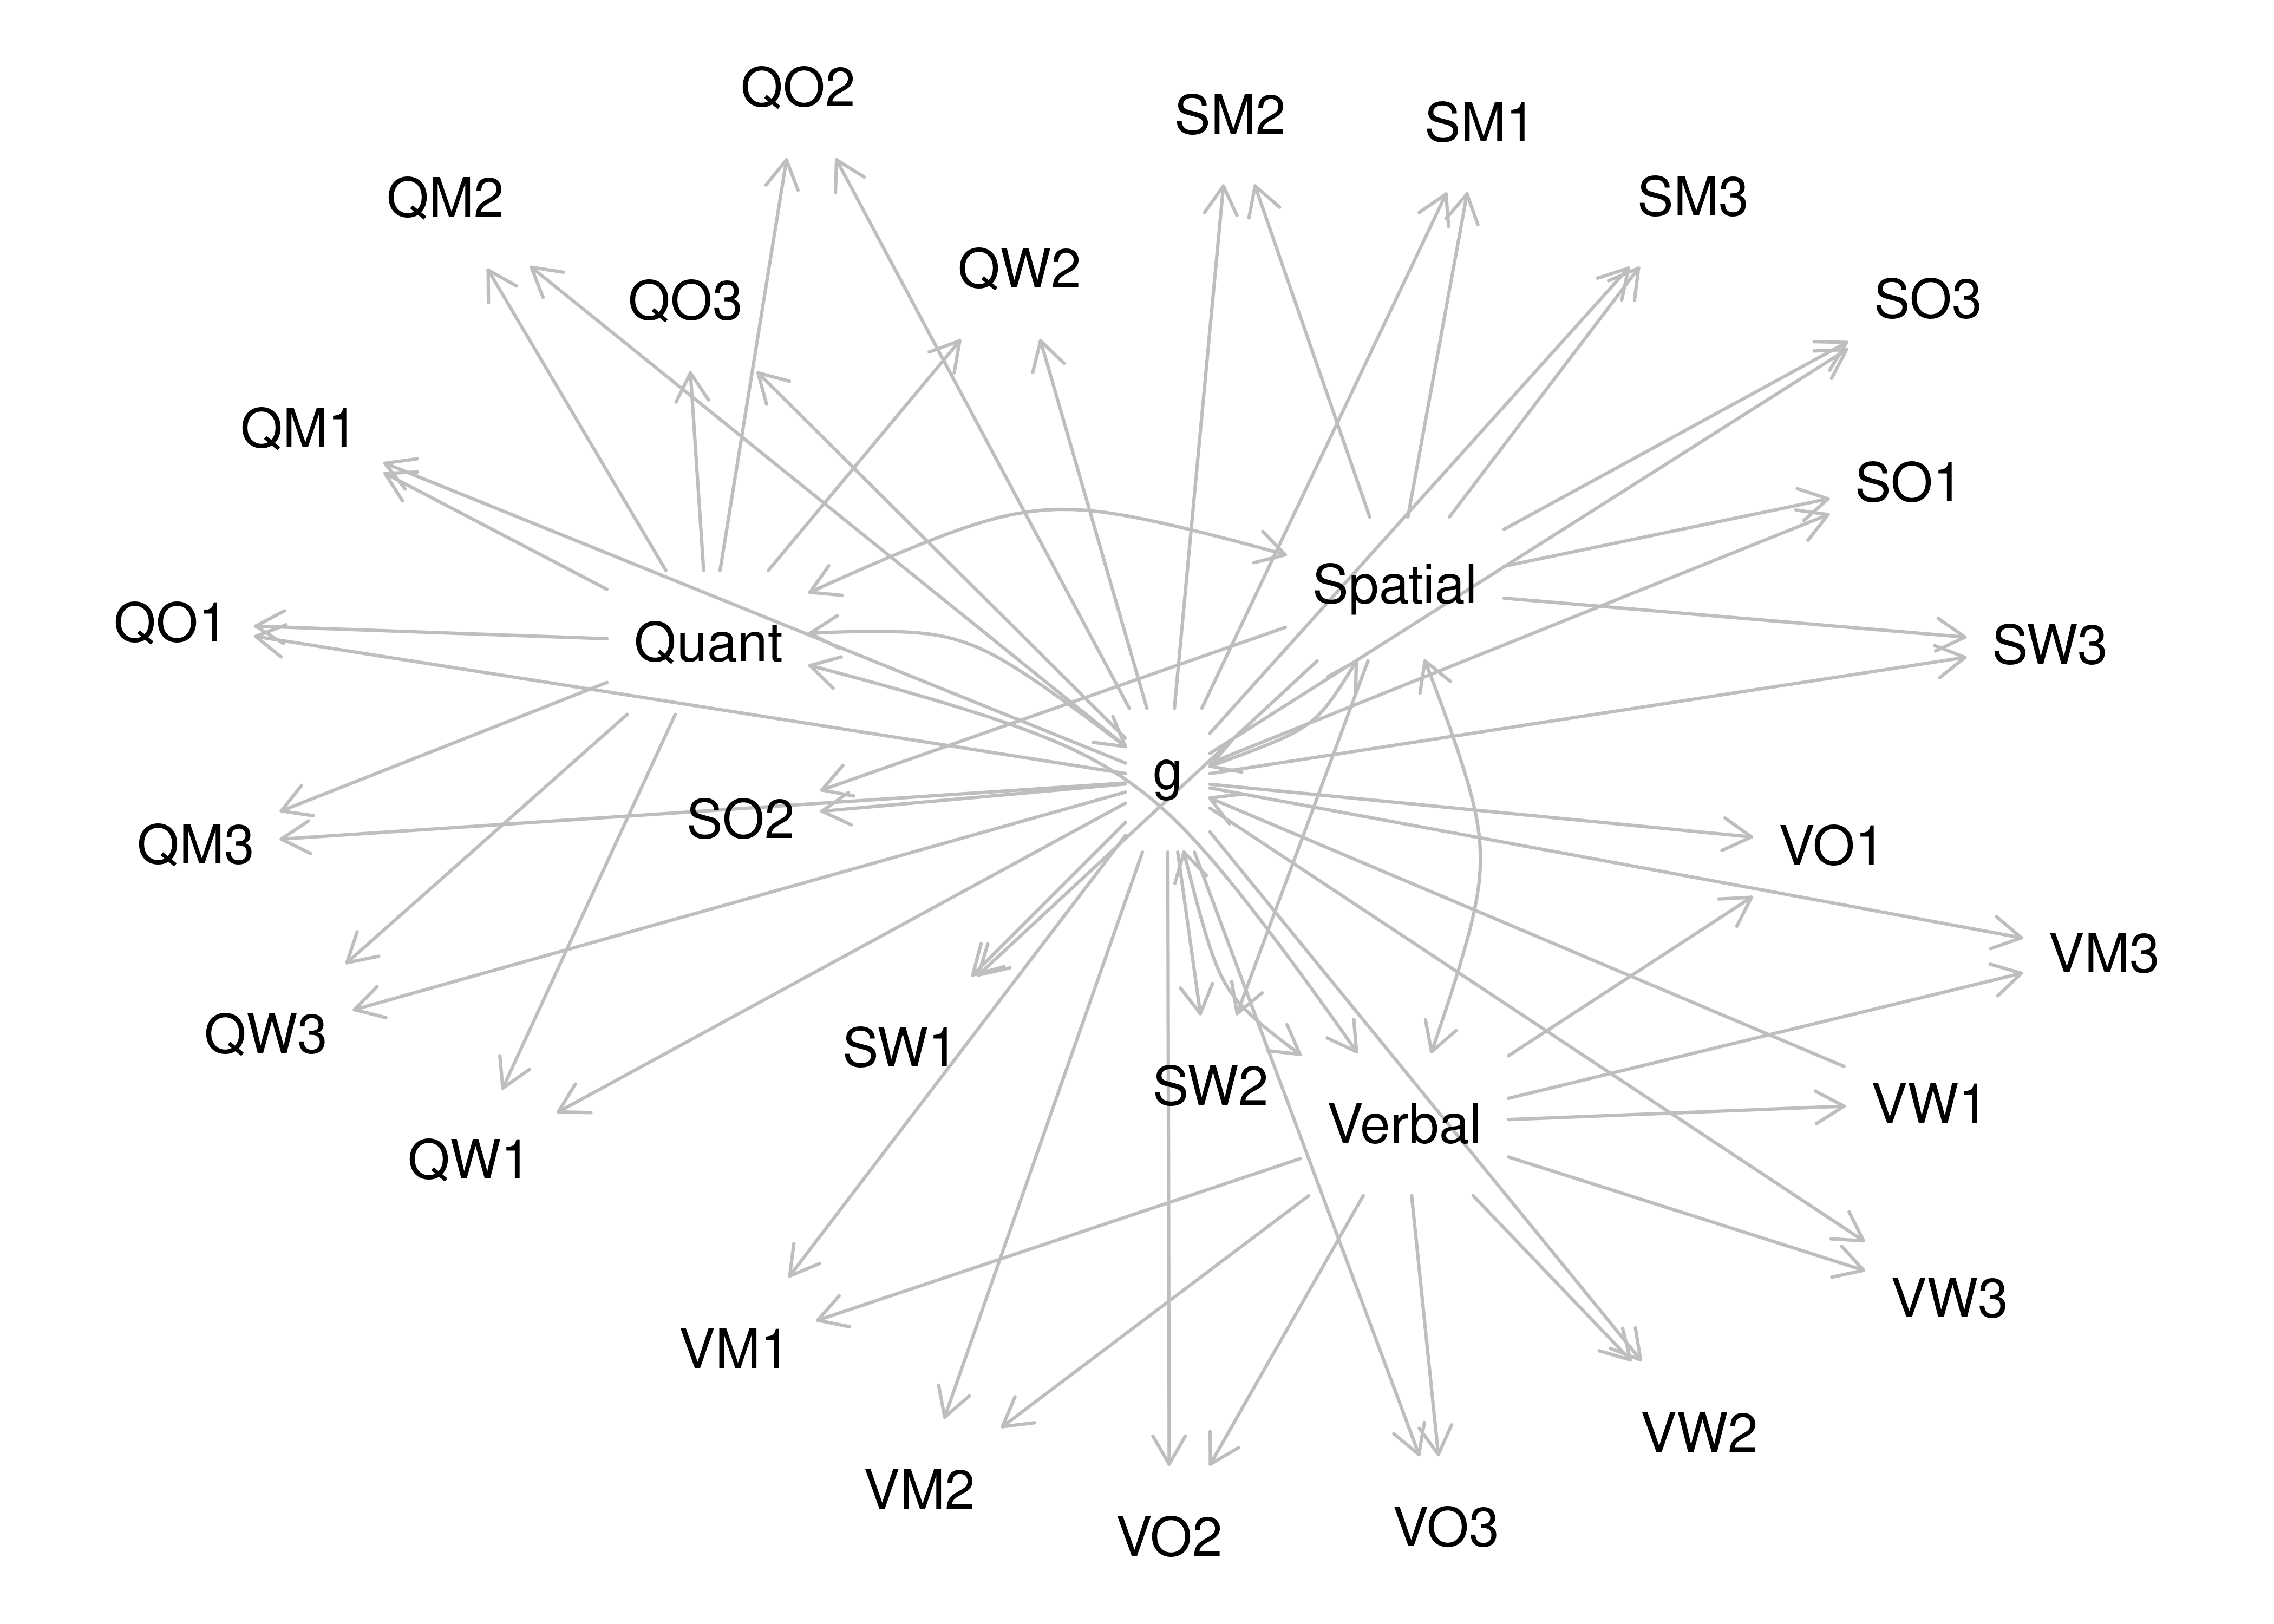 QO2
SM2
SM1
QM2
SM3
QO3
QW2
SO3
QM1
SO1
Spatial
QO1
Quant
SW3
g
SO2
QM3
VO1
VM3
QW3
SW1
SW2
VW1
Verbal
QW1
VW3
VM1
VW2
VM2
VO3
VO2